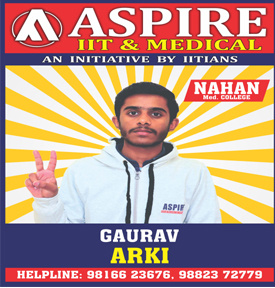 ASPIRE
IIT & MEDICAL
AN INITIATIVE BY IITIANS
NAHAN
Med. COLLEGE
ASPIRE
GAURAV
ARKI
HELPLINE: 98166 23676, 98823 72779